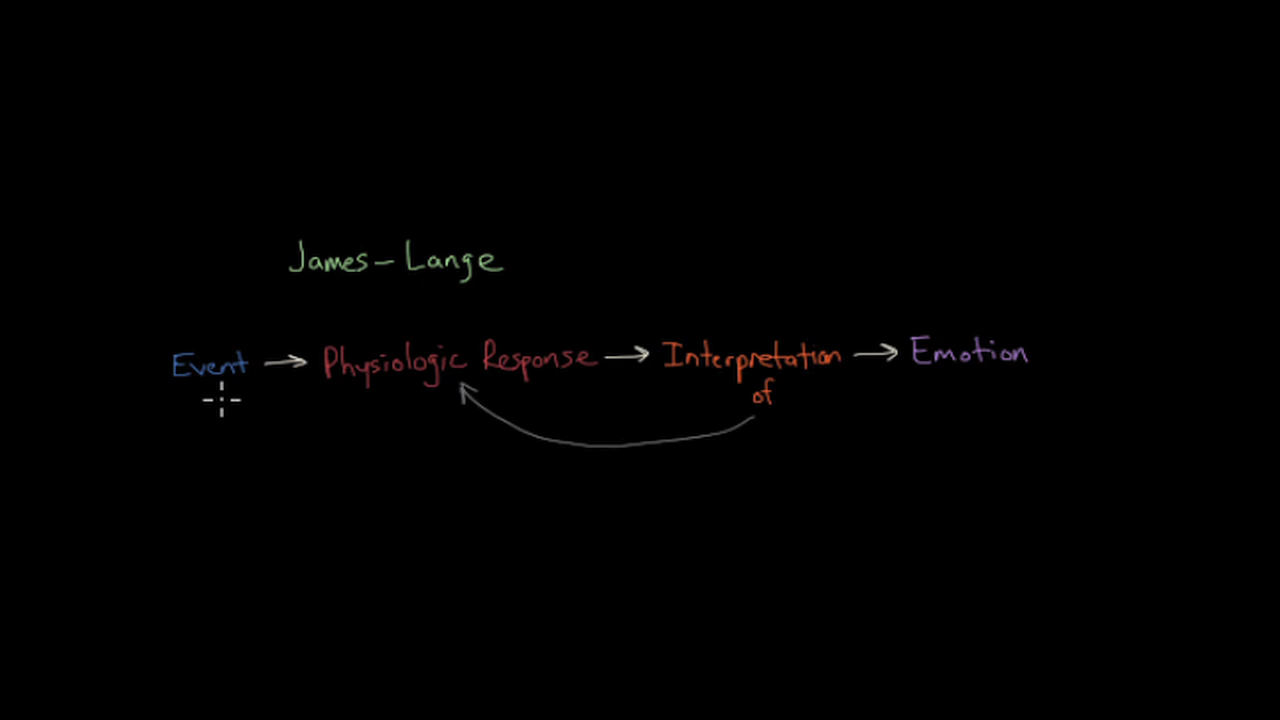 James - Lange
Event → Physiologic Response → Interpretation → Emotion
of